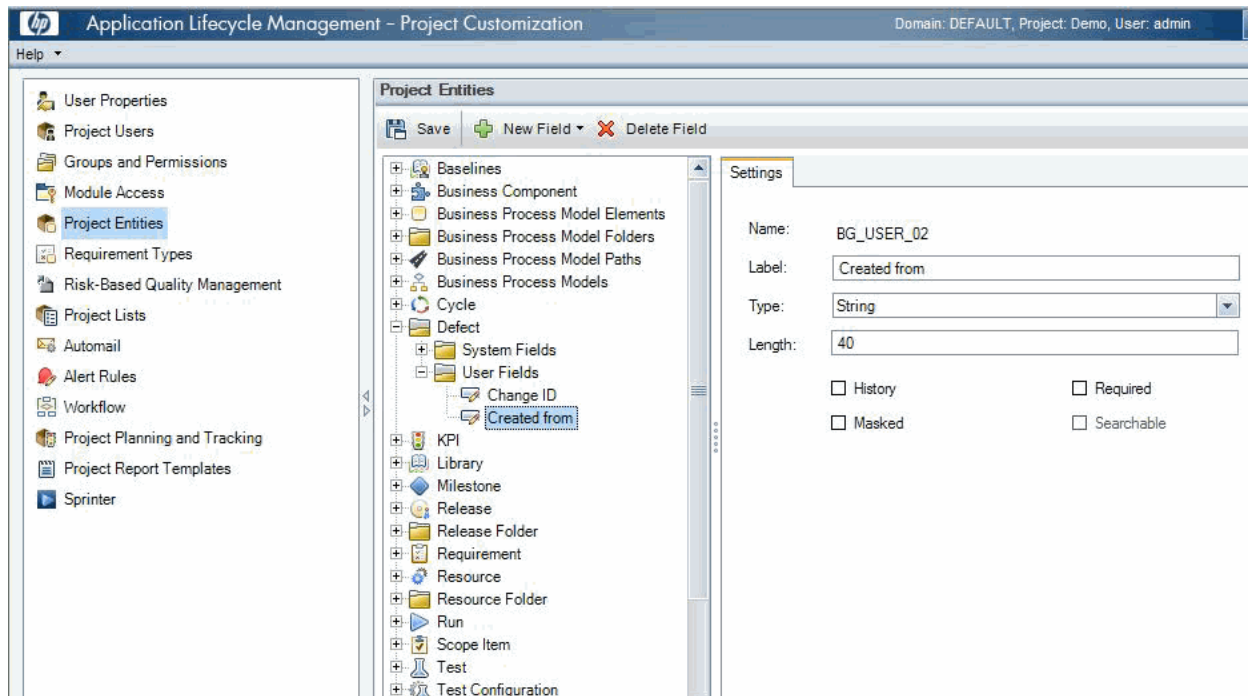 hp Application Lifecycle Management – Project Customization Domain: DEFAULT, Project: Demo, User: admin
Help
User Properties
Project Users
Groups and Permissions
Module Access
Project Entities
Requirement Types
Risk-Based Quality Management
Project Lists
Automail
Alert Rules
Workflow
Project Planning and Tracking
Project Report Templates
Sprinter
Project Entities
Save New Field Delete Field
Baselines
Business Component
Business Process Model Elements
Business Process Model Folders
Business Process Model Paths
Business Process Models
Cycle
Defect
System Fields
User Fields
Change ID
Created from
KPI
Library
Milestone
Release
Release Folder
Requirement
Resource
Resource Folder
Run
Scope Item
Test
Test Configuration
Settings
Name: BG_USER_02
Label: Created from
Type: String
Length: 40
History Required
Masked Searchable